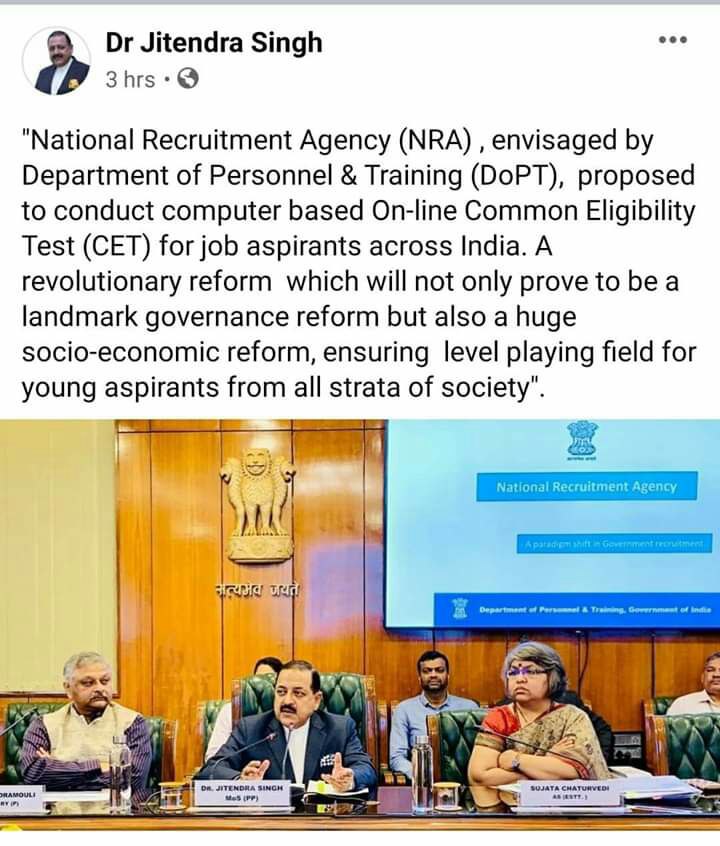 Dr Jitendra Singh
3 hrs
"National Recruitment Agency (NRA) , envisaged by
Department of Personnel & Training (DoPT), proposed
to conduct computer based On-line Common Eligibility
Test (CET) for job aspirants across India. A
revolutionary reform which will not only prove to be a
landmark governance reform but also a huge
socio-economic reform, ensuring level playing field for
young aspirants from all strata of society".
National Recruitment Agency
A paradigm shift in Government recruitment
Department of Personnel & Training, Government of India
सत्यमेव जयते
DRAMOULI
RY (P)
DR. JITENDRA SINGH
MoS (PP)
SUJATA CHATURVEDI
AS (ESTT.)